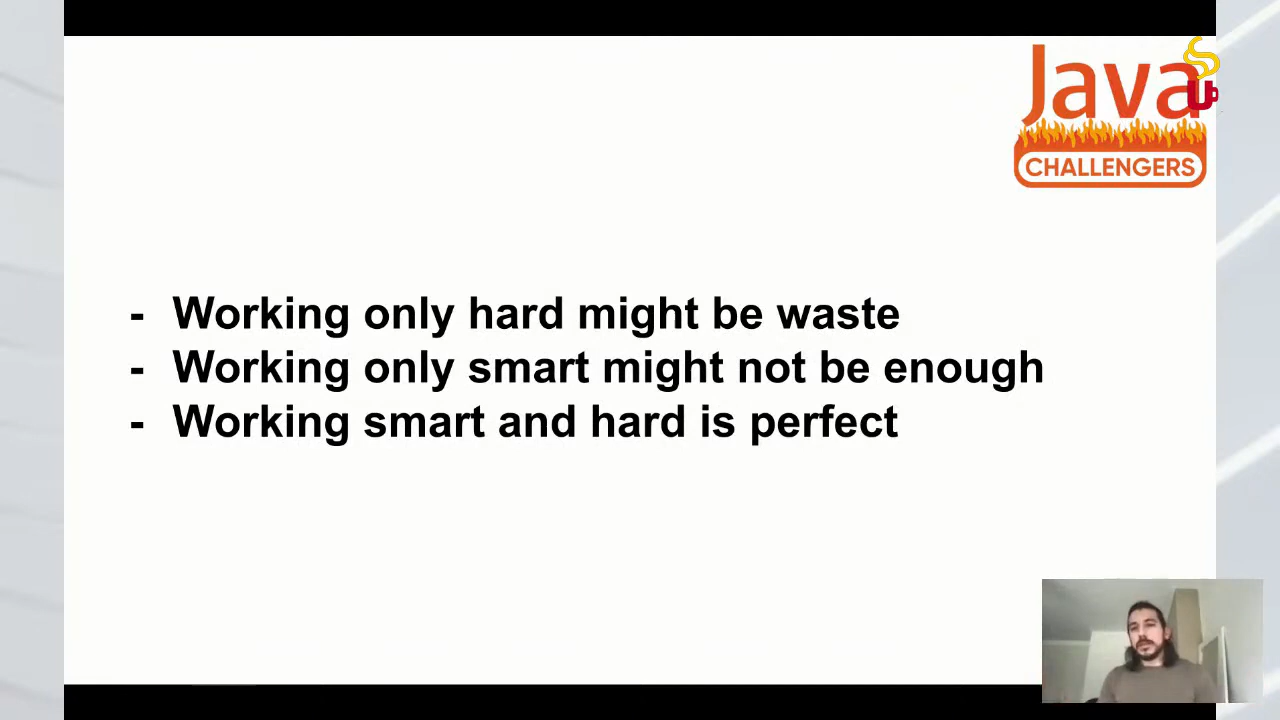 Java
CHALLENGERS
- Working only hard might be waste
- Working only smart might not be enough
- Working smart and hard is perfect